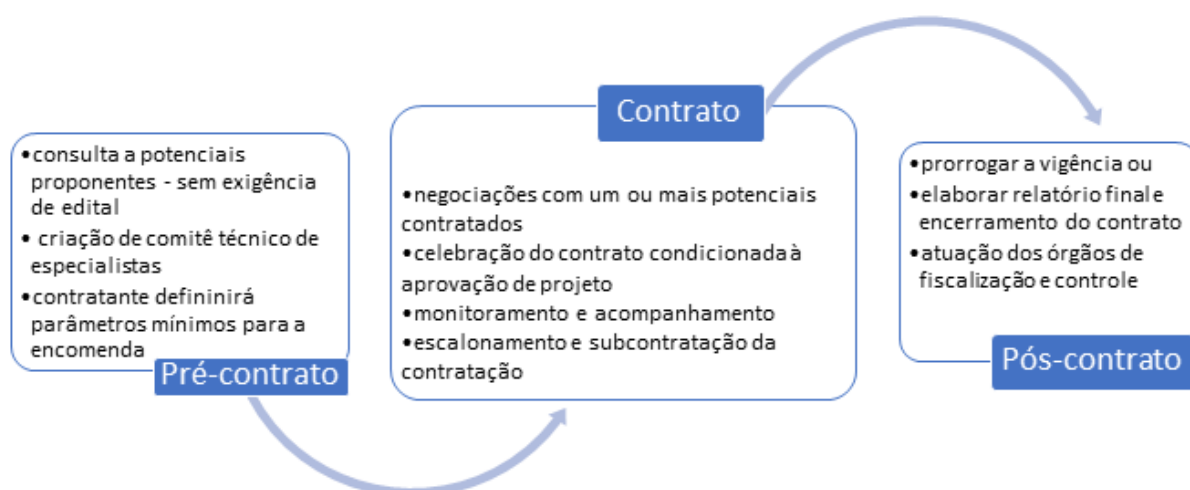 •consulta a potenciais
proponentes - sem exigência
de edital
• criação de comitê técnico de
especialistas
•contratante defininirá
parâmetros mínimos para a
encomenda
Pré-contrato
Contrato
•negociações com um ou mais potenciais
contratados
•celebração do contrato condicionada à
aprovação de projeto
•monitoramento e acompanhamento
•escalonamento e subcontratação da
contratação
•prorrogar a vigência ou
•elaborar relatório final e
encerramento do contrato
•atuação dos órgãos de
fiscalização e controle
Pós-contrato